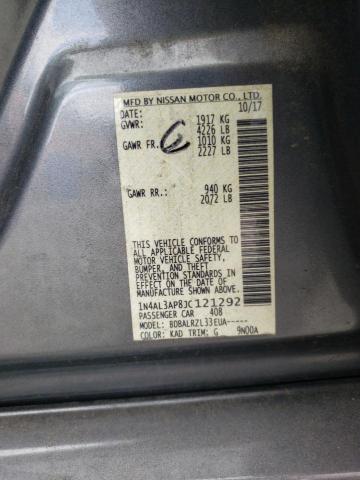 MFD BY NISSAN MOTOR CO., LTD.
DATE: 10/17
GVWR: 1917 KG
4226 LB
GAWR FR. 1010 KG
2227 LB
GAWR RR.: 940 KG
2072 LB
THIS VEHICLE CONFORMS TO
ALL APPLICABLE FEDERAL
MOTOR VEHICLE SAFETY,
BUMPER, AND THEFT
PREVENTION STANDARDS IN
EFFECT ON THE DATE OF
MANUFACTURE SHOWN ABOVE.
1N4AL3AP8JC121292
PASSENGER CAR 408
MODEL: BDBALRZL33EUA-----
COLOR: KAD TRIM: G 9N00A